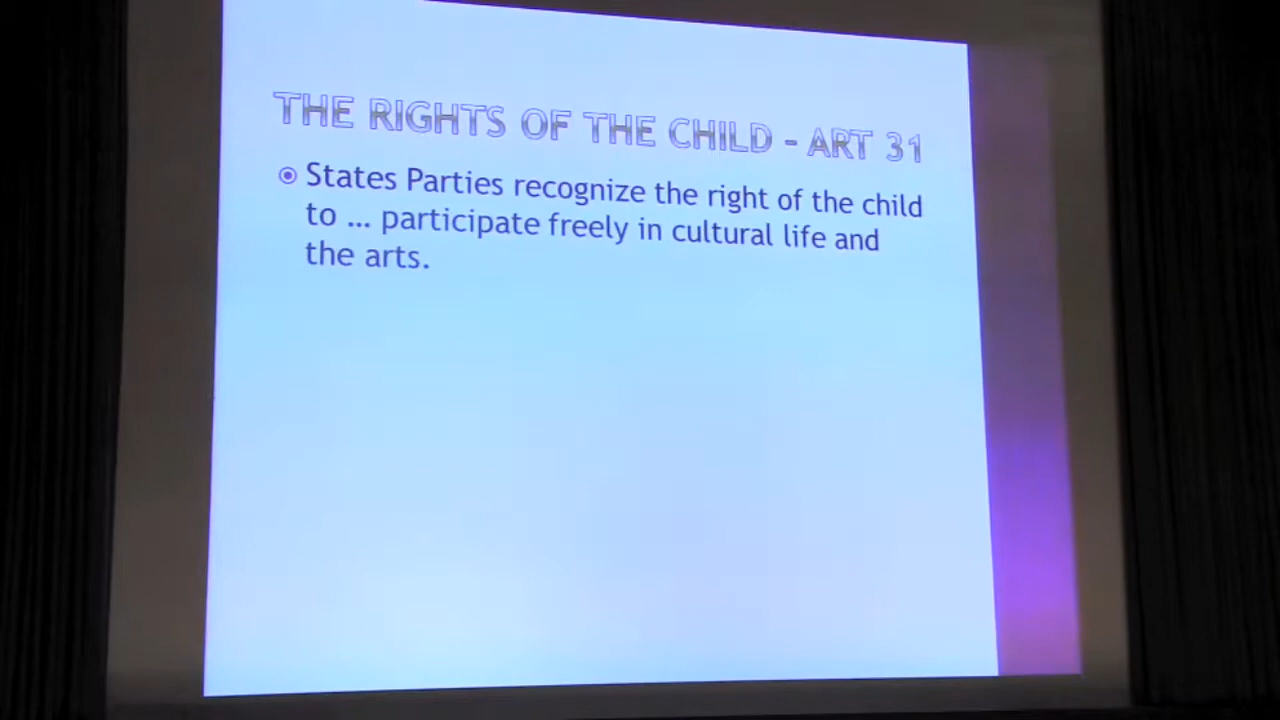 THE RIGHTS OF THE CHILD - ART 31
States Parties recognize the right of the child
to ... participate freely in cultural life and
the arts.